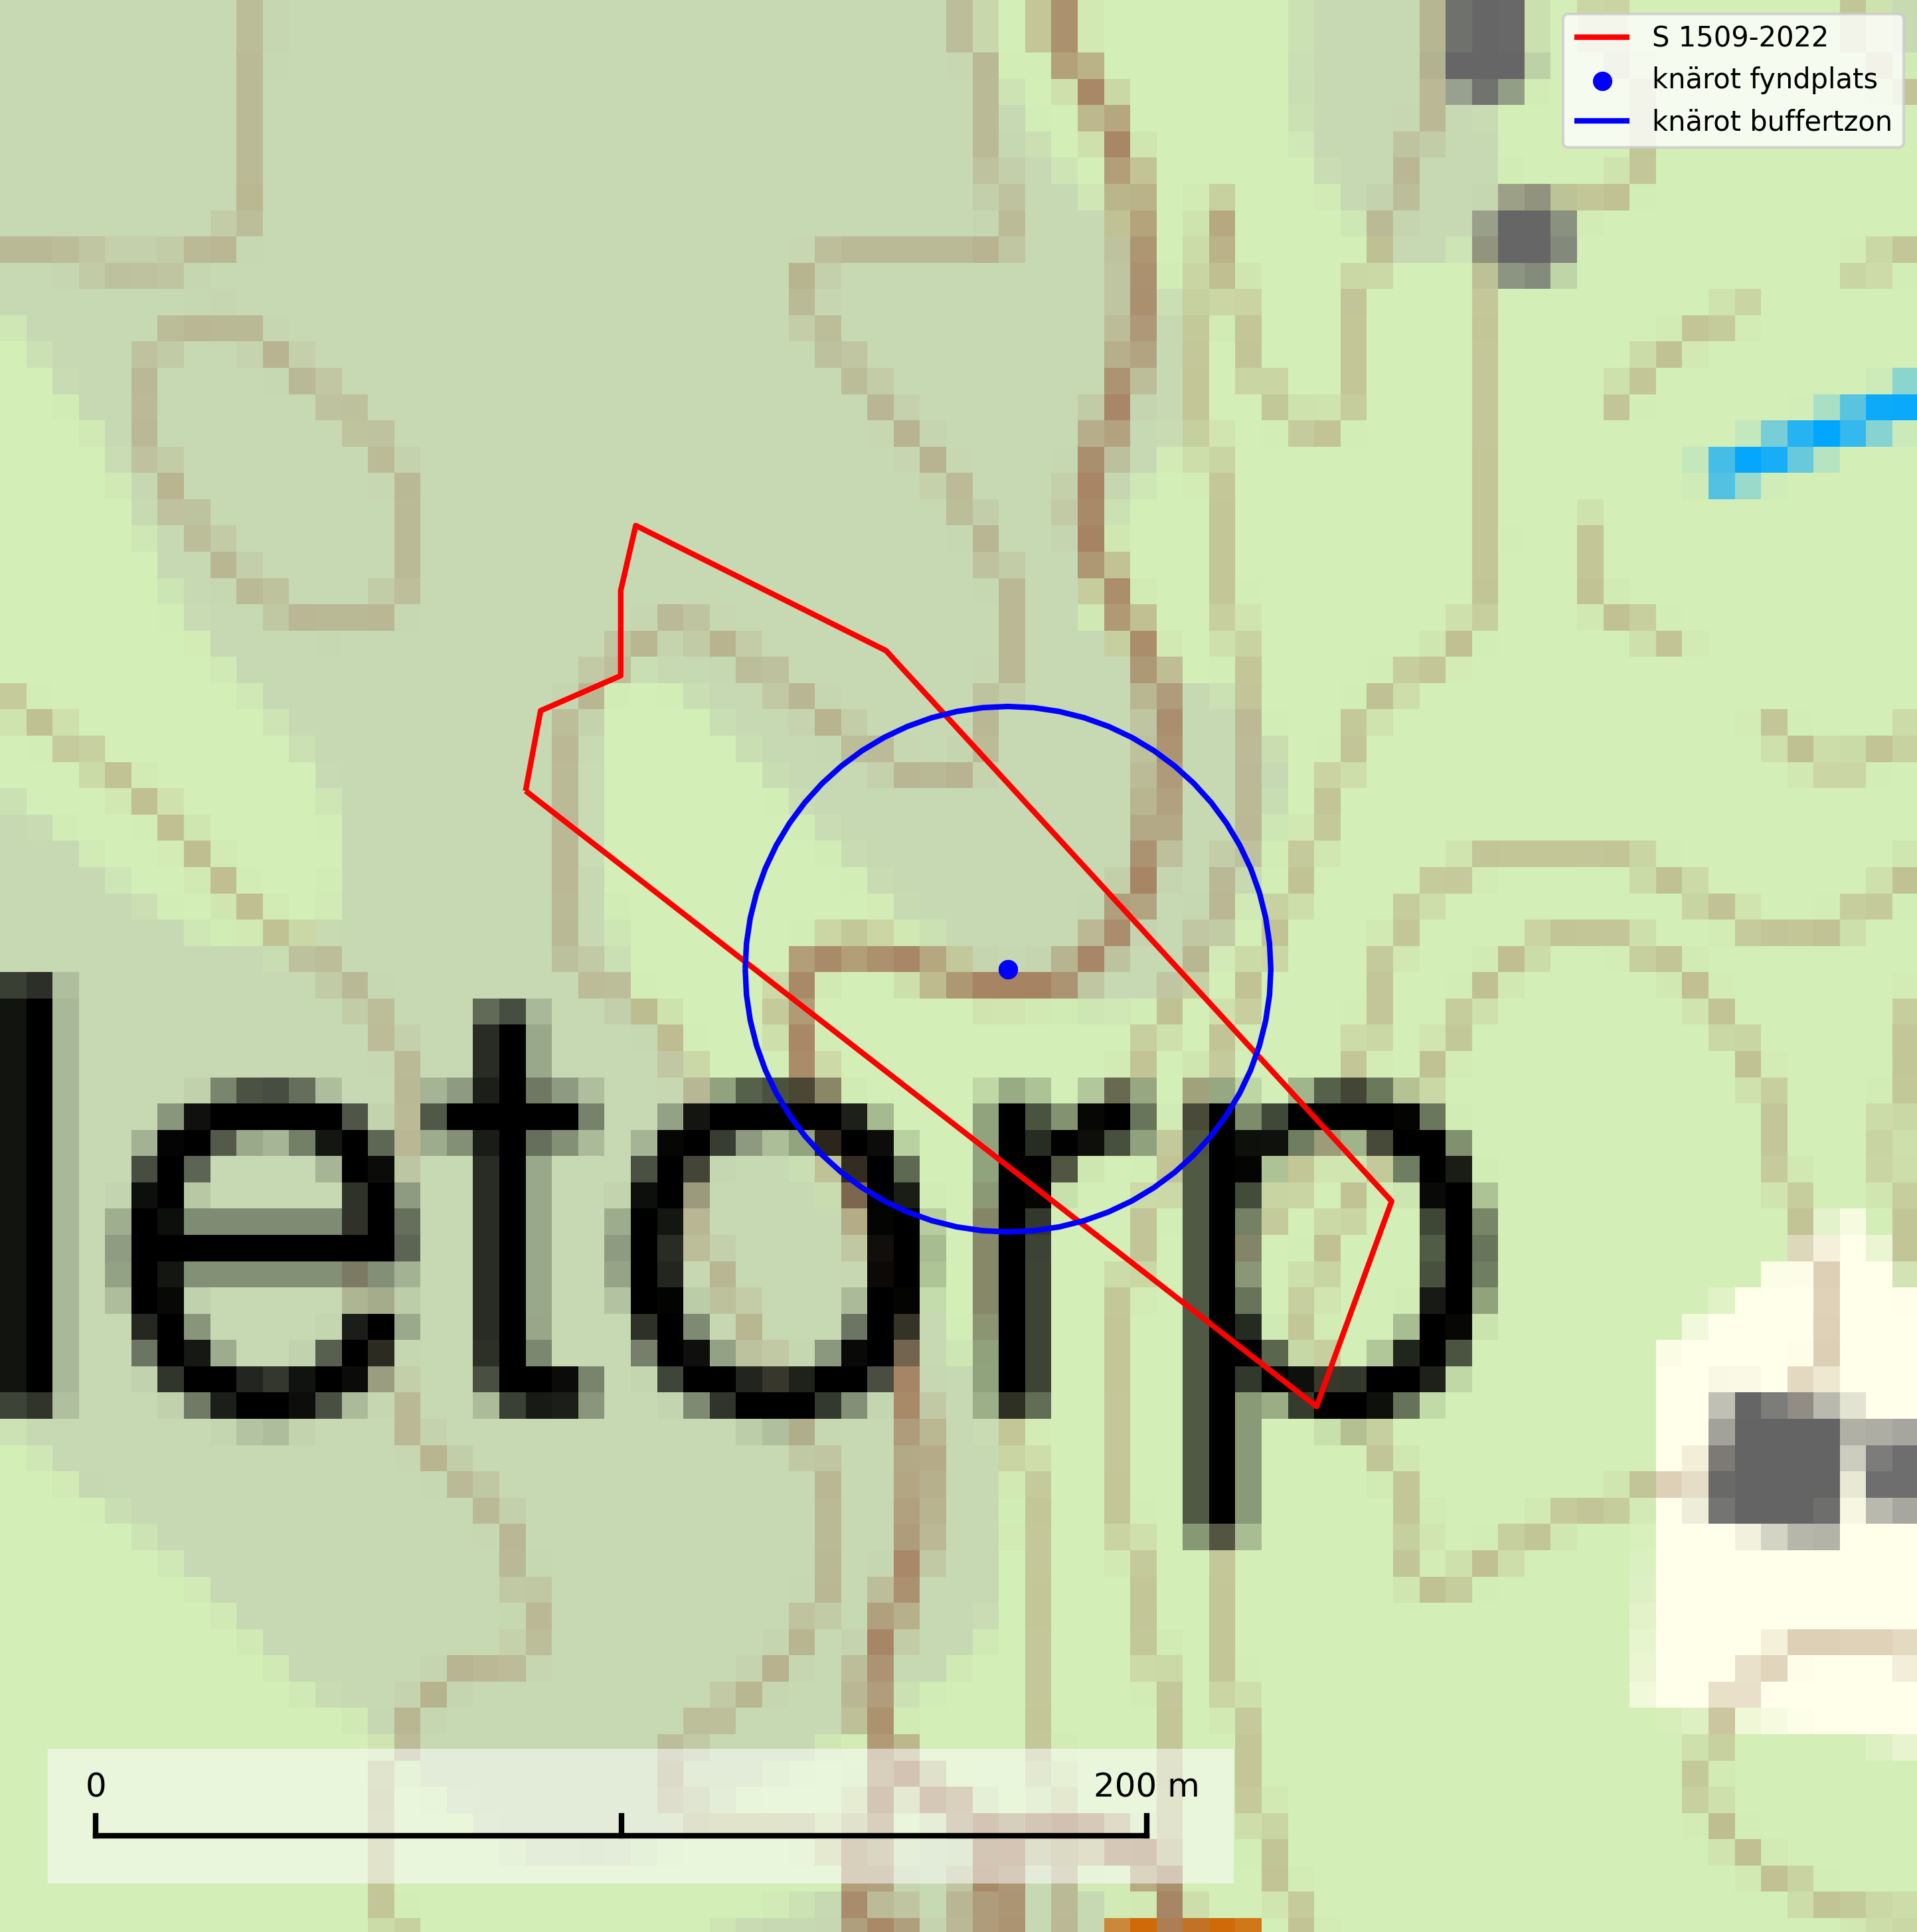 S 1509-2022
knärot fyndplats
knärot buffertzon
letorp
0
200 m